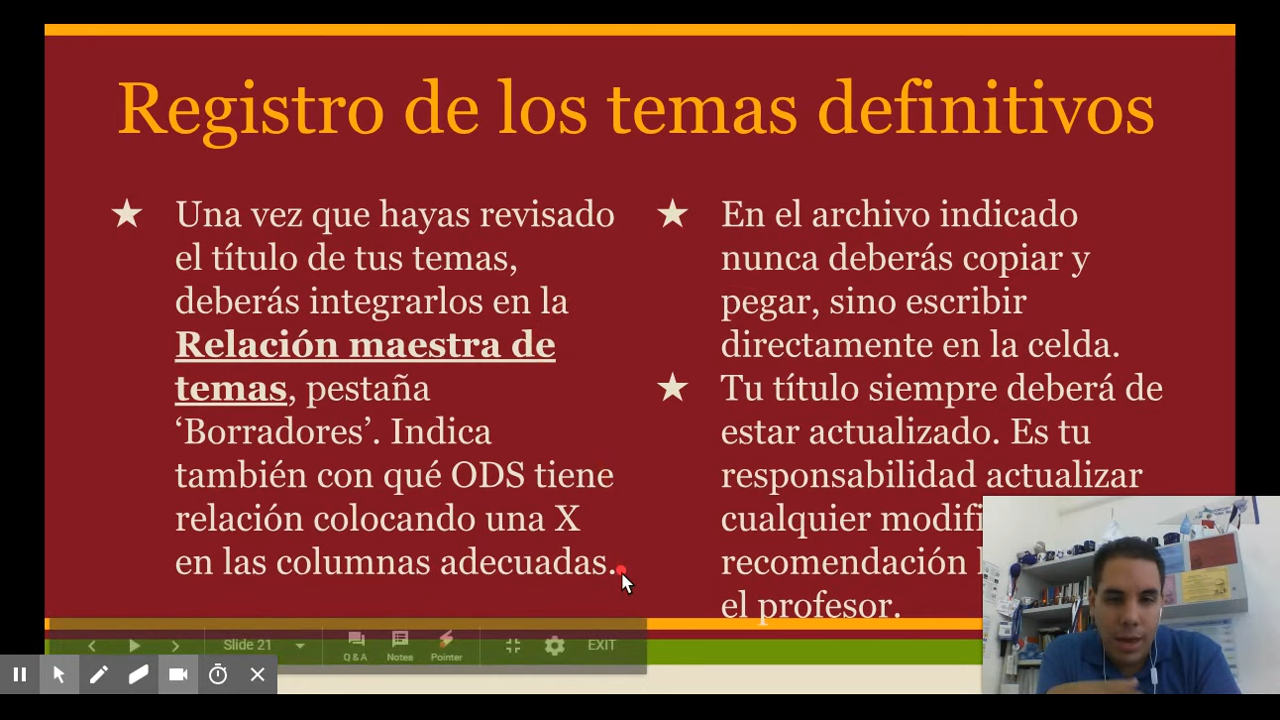 Registro de los temas definitivos
★ Una vez que hayas revisado
el título de tus temas,
deberás integrarlos en la
Relación maestra de
temas, pestaña
‘Borradores’. Indica
también con qué ODS tiene
relación colocando una X
en las columnas adecuadas.
★ En el archivo indicado
nunca deberás copiar y
pegar, sino escribir
directamente en la celda.
★ Tu título siempre deberá de
estar actualizado. Es tu
responsabilidad actualizar
cualquier
recomendación
el profesor.
Slide 21
Q & A
Notes
Pointer
EXIT